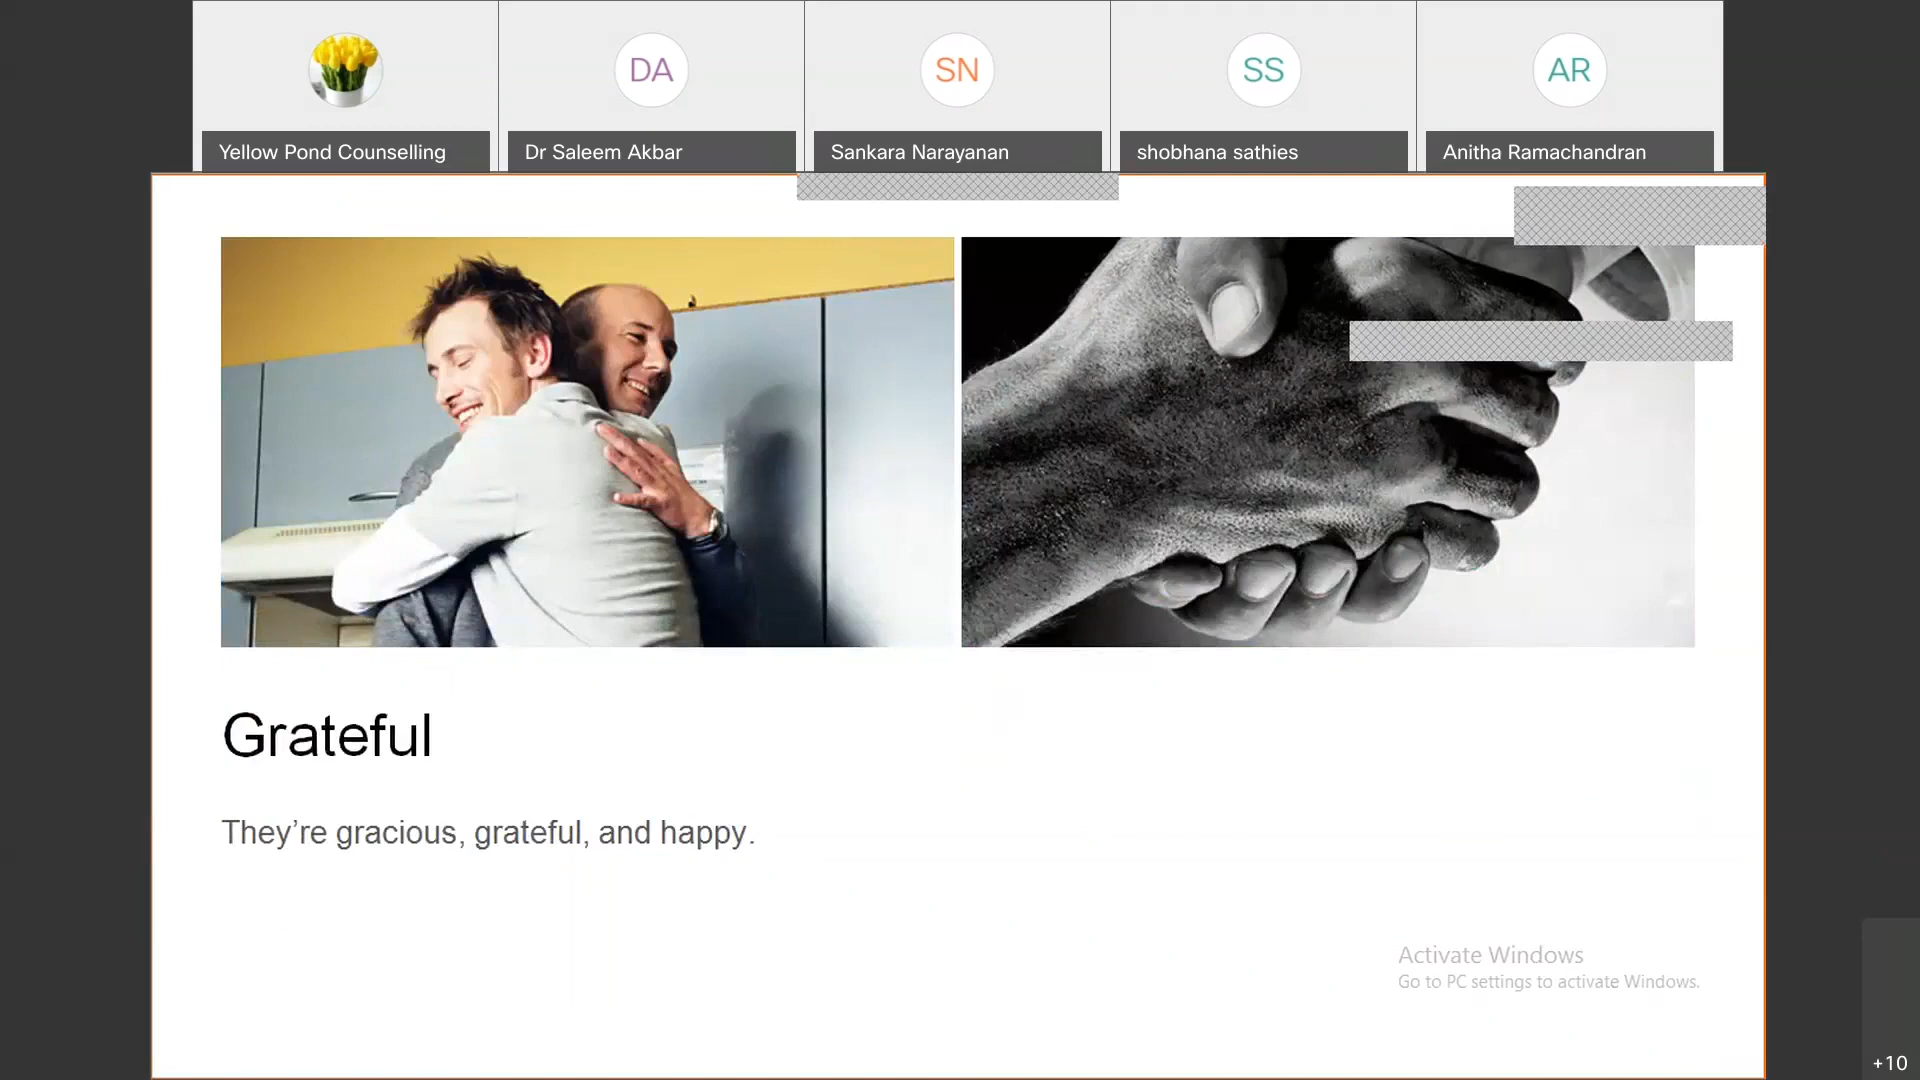 DA
SN
SS
AR
Yellow Pond Counselling
Dr Saleem Akbar
Sankara Narayanan
shobhana sathies
Anitha Ramachandran
Grateful
They’re gracious, grateful, and happy.
Activate Windows
Go to PC settings to activate Windows.
+10